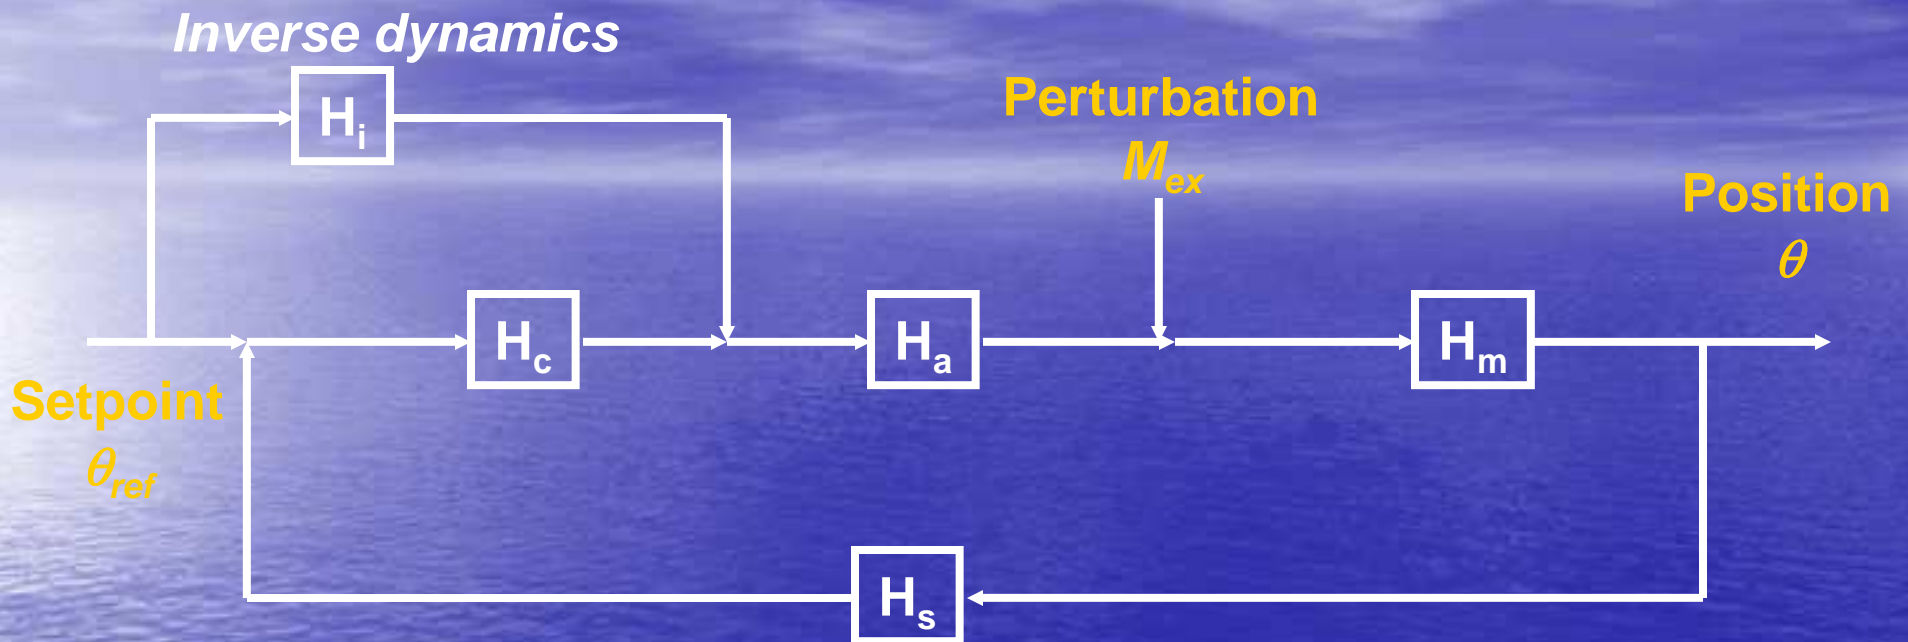 Inverse dynamics
Hi
Perturbation
Mex
Position
θ
Hc
Ha
Hm
Setpoint
θref
Hs